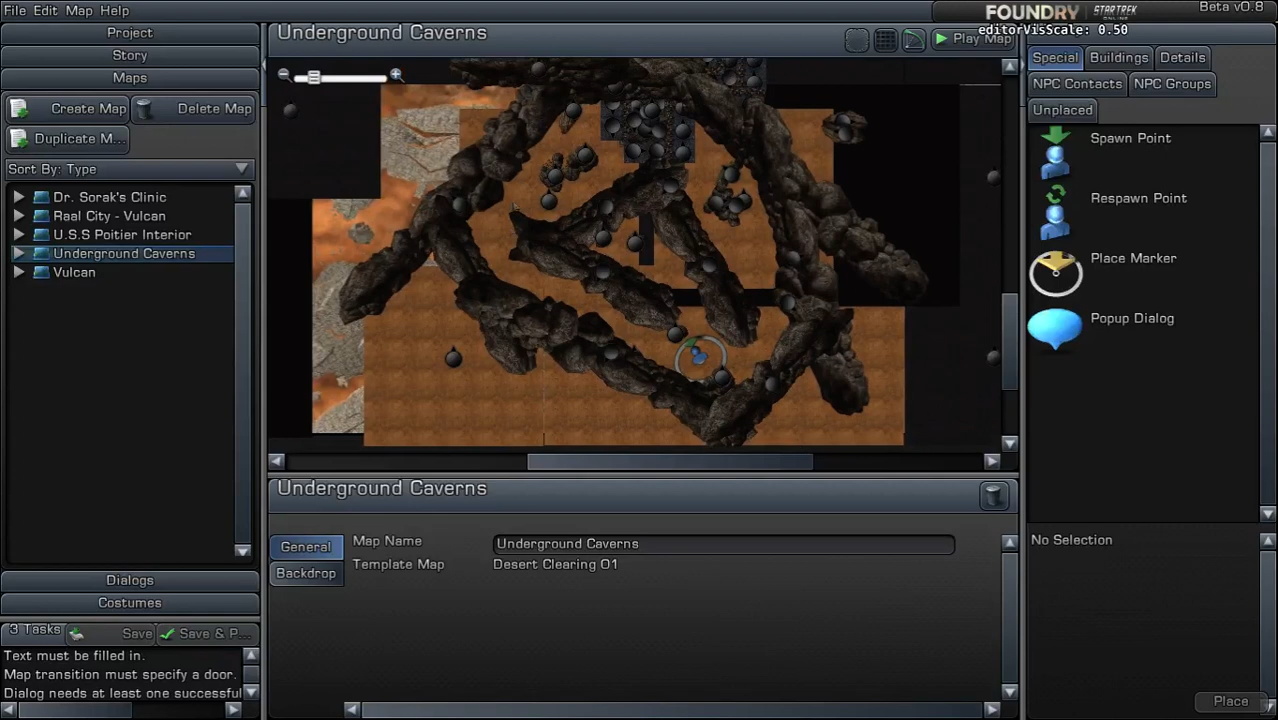 File Edit Map Help
FOUNDRY STAR TREK ONLINE
Beta v0.8
editorVisScale: 0.50
Project
Story
Maps
Create Map Delete Map
Duplicate M...
Sort By: Type
Dr. Sorak's Clinic
Raal City - Vulcan
U.S.S Poitier Interior
Underground Caverns
Vulcan
Dialogs
Costumes
3 Tasks Save Save & P...
Text must be filled in.
Map transition must specify a door.
Dialog needs at least one successful
Underground Caverns
Play Map
Underground Caverns
General
Backdrop
Map Name Underground Caverns
Template Map Desert Clearing 01
Special Buildings Details
NPC Contacts NPC Groups
Unplaced
Spawn Point
Respawn Point
Place Marker
Popup Dialog
No Selection
Place